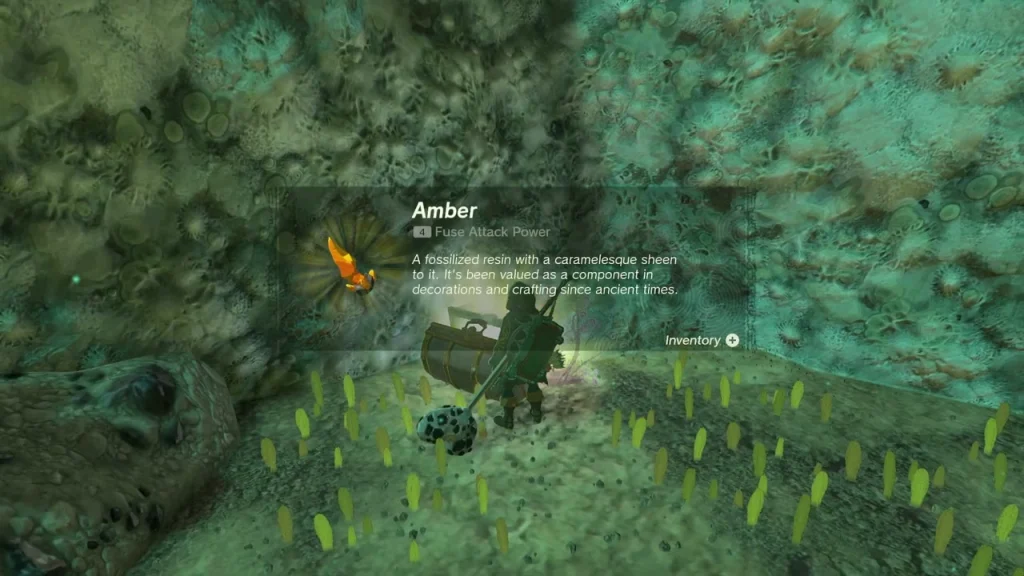 Amber
4 Fuse Attack Power
A fossilized resin with a caramelesque sheen
to it. It's been valued as a component in
decorations and crafting since ancient times.
Inventory +